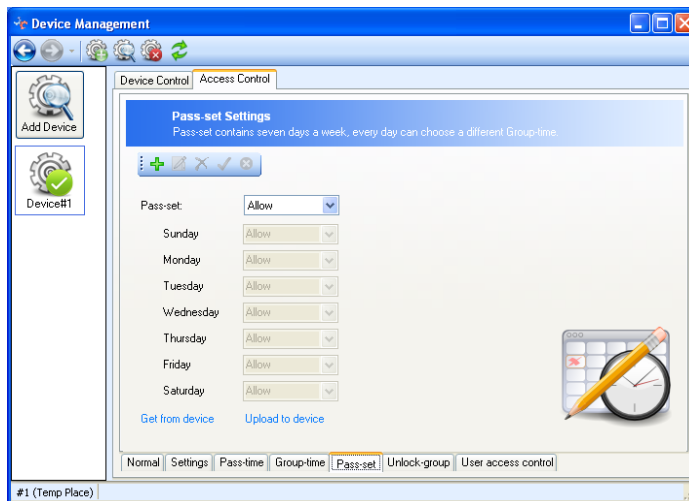 Device Management
Device Control Access Control
Add Device
Device#1
Pass-set Settings
Pass-set contains seven days a week, every day can choose a different Group-time.
Pass-set: Allow
Sunday Allow
Monday Allow
Tuesday Allow
Wednesday Allow
Thursday Allow
Friday Allow
Saturday Allow
Get from device Upload to device
Normal Settings Pass-time Group-time Pass-set Unlock-group User access control
#1 (Temp Place)